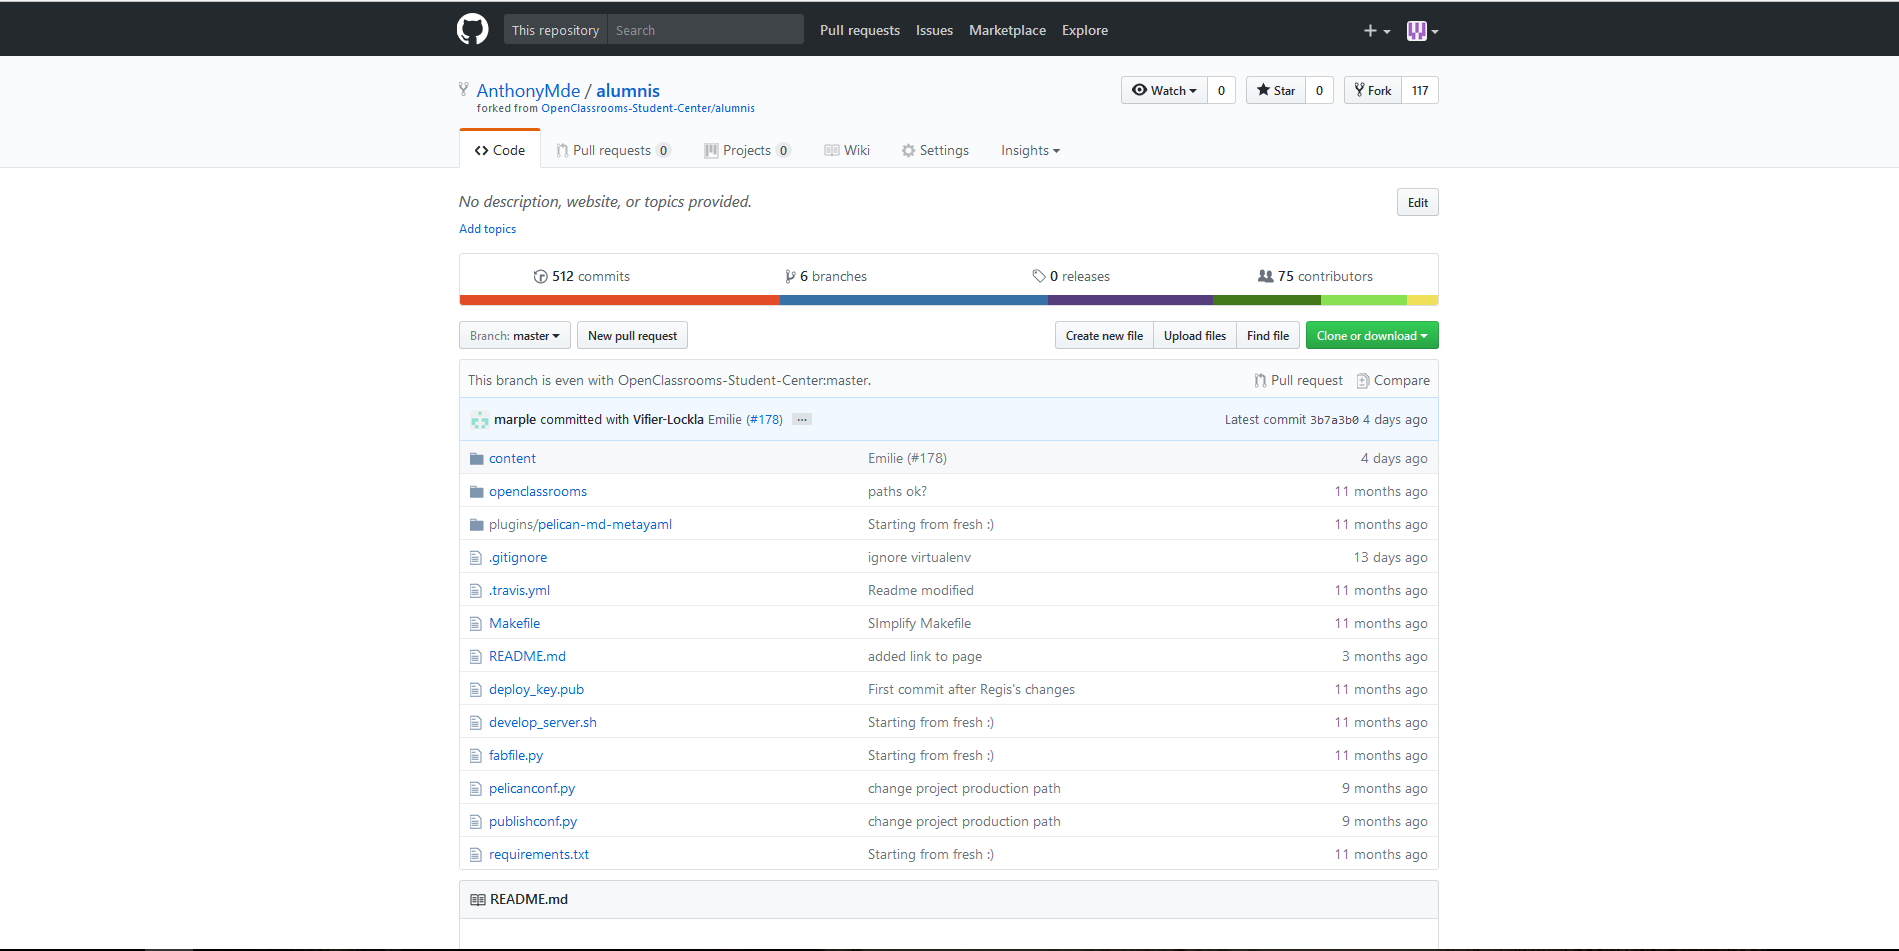 This repository Search Pull requests Issues Marketplace Explore
AnthonyMde / alumnis Watch 0 Star 0 Fork 117
forked from OpenClassrooms-Student-Center/alumnis
Code Pull requests 0 Projects 0 Wiki Settings Insights
No description, website, or topics provided. Edit
Add topics
512 commits 6 branches 0 releases 75 contributors
Branch: master New pull request Create new file Upload files Find file Clone or download
This branch is even with OpenClassrooms-Student-Center:master. Pull request Compare
marple committed with Vifier-Lockla Emilie (#178) ... Latest commit 3b7a3b0 4 days ago
content Emilie (#178) 4 days ago
openclassrooms paths ok? 11 months ago
plugins/pelican-md-metayaml Starting from fresh :) 11 months ago
.gitignore ignore virtualenv 13 days ago
.travis.yml Readme modified 11 months ago
Makefile SImplify Makefile 11 months ago
README.md added link to page 3 months ago
deploy_key.pub First commit after Regis's changes 11 months ago
develop_server.sh Starting from fresh :) 11 months ago
fabfile.py Starting from fresh :) 11 months ago
pelicanconf.py change project production path 9 months ago
publishconf.py change project production path 9 months ago
requirements.txt Starting from fresh :) 11 months ago
README.md